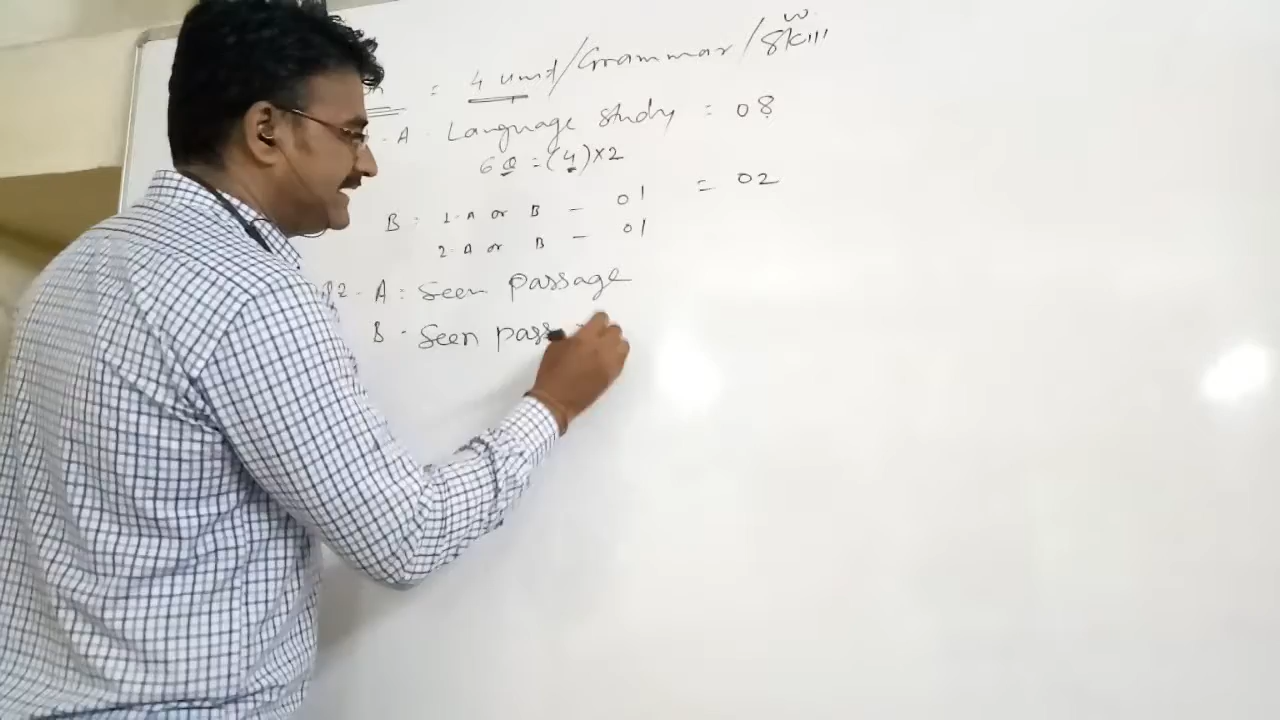 = 4 unit/Grammar/Skill
w
- A - Language study = 08
6Q = (4)×2
B : 1-A or B - 01 = 02
2-A or B - 01
2 - A : Seen passage
B - Seen pass